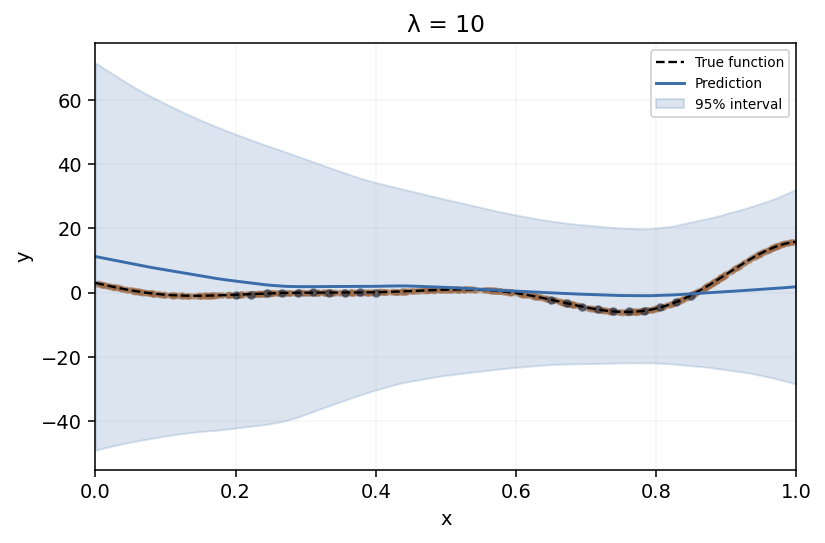 λ = 10
True function
Prediction
95% interval
60
40
20
0
−20
−40
y
0.0 0.2 0.4 0.6 0.8 1.0
x